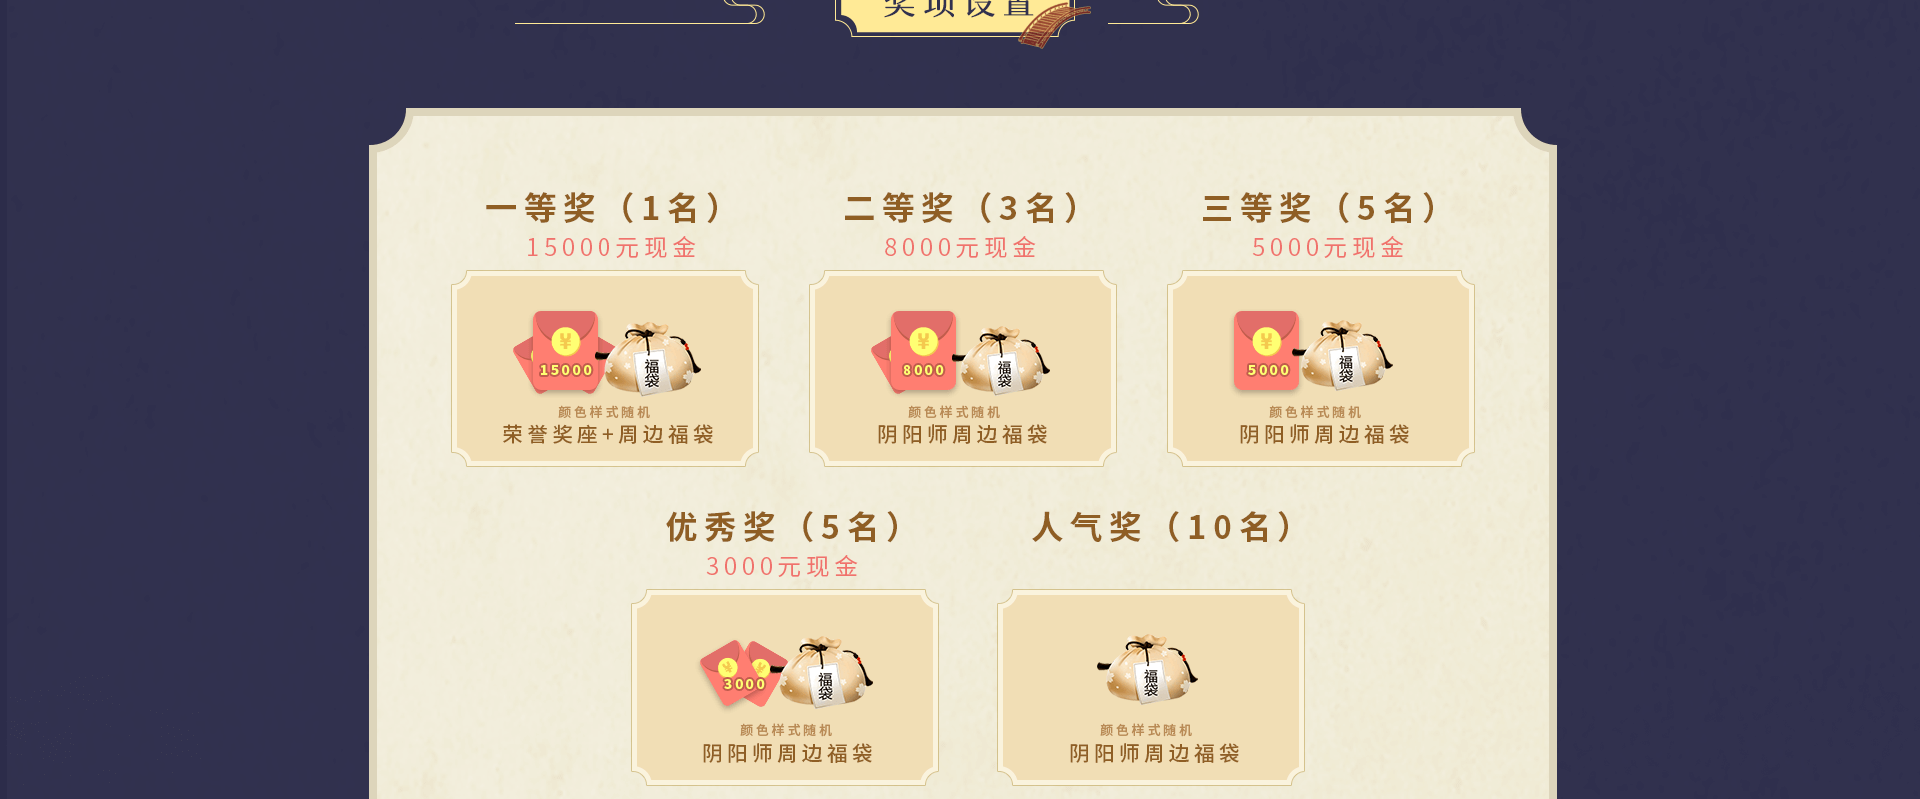 奖项设置
一等奖（1名）
15000元现金
¥
15000
福袋
颜色样式随机
荣誉奖座+周边福袋
二等奖（3名）
8000元现金
¥
8000
福袋
颜色样式随机
阴阳师周边福袋
三等奖（5名）
5000元现金
¥
5000
福袋
颜色样式随机
阴阳师周边福袋
优秀奖（5名）
3000元现金
¥ ¥
3000
福袋
颜色样式随机
阴阳师周边福袋
人气奖（10名）
福袋
颜色样式随机
阴阳师周边福袋